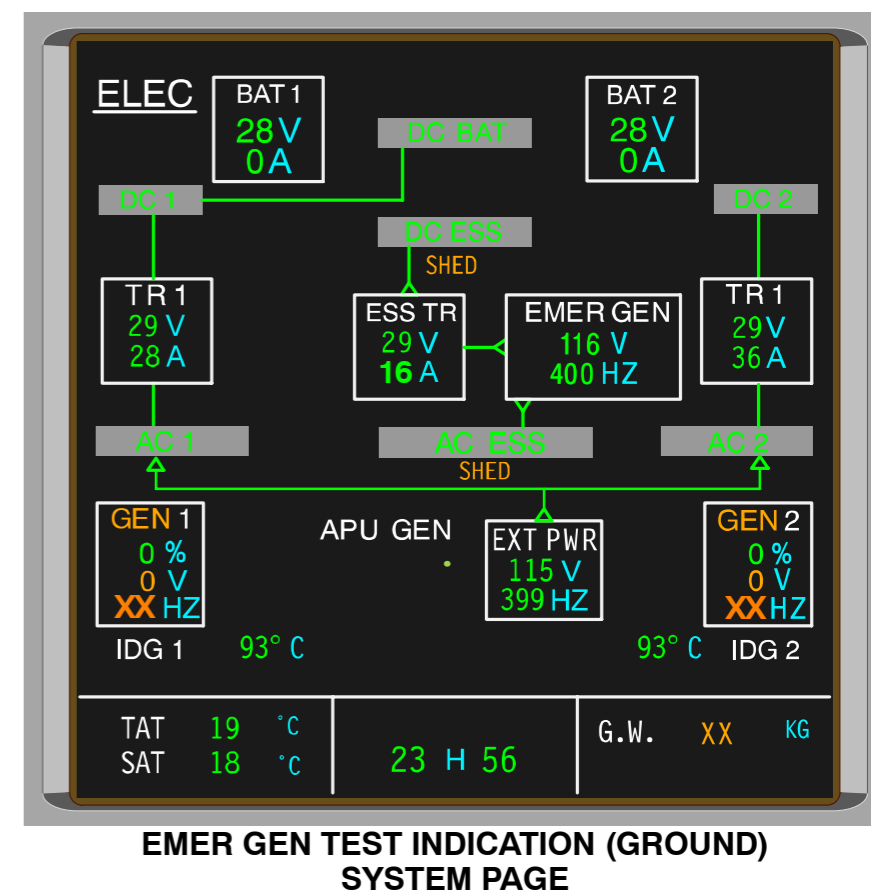 ELEC
BAT 1
28 V
0 A
DC BAT
BAT 2
28 V
0 A
DC 1
DC 2
DC ESS
SHED
TR 1
29 V
28 A
ESS TR
29 V
16 A
EMER GEN
116 V
400 HZ
TR 1
29 V
36 A
AC 1
AC ESS
SHED
AC 2
GEN 1
0 %
0 V
XX HZ
APU GEN
EXT PWR
115 V
399 HZ
GEN 2
0 %
0 V
XX HZ
IDG 1 93° C
93° C IDG 2
TAT 19 °C
SAT 18 °C
23 H 56
G.W. XX KG
EMER GEN TEST INDICATION (GROUND)
SYSTEM PAGE